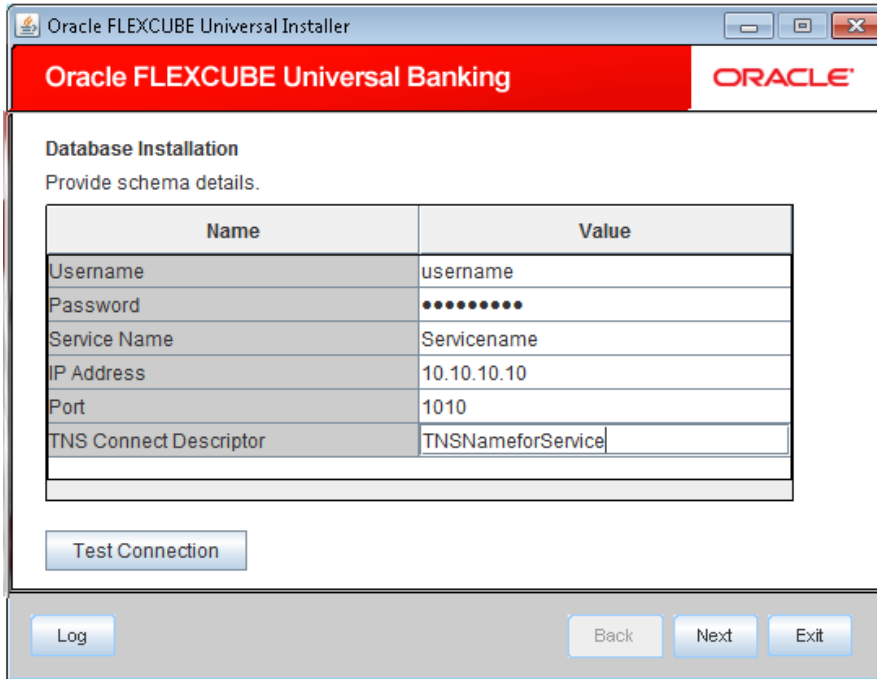 Oracle FLEXCUBE Universal Installer
Oracle FLEXCUBE Universal Banking ORACLE
Database Installation
Provide schema details.
Name Value
Username username
Password •••••••••
Service Name Servicename
IP Address 10.10.10.10
Port 1010
TNS Connect Descriptor TNSNameforService
Test Connection
Log Back Next Exit